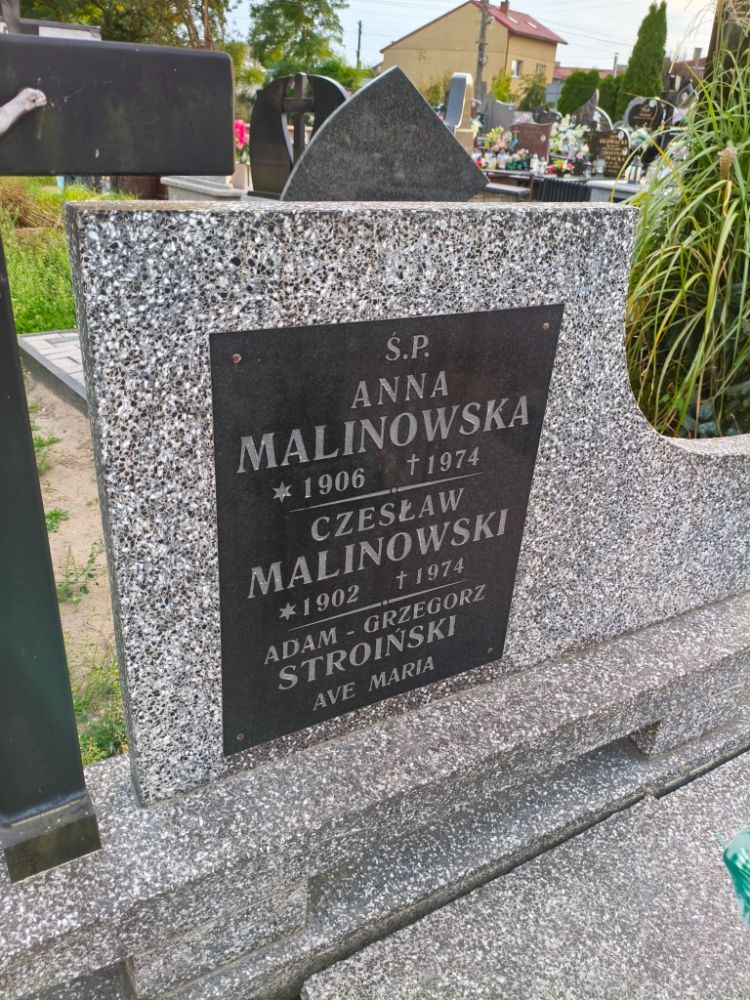 Ś.P.
ANNA
MALINOWSKA
* 1906 † 1974
CZESŁAW
MALINOWSKI
* 1902 † 1974
ADAM - GRZEGORZ
STROIŃSKI
AVE MARIA